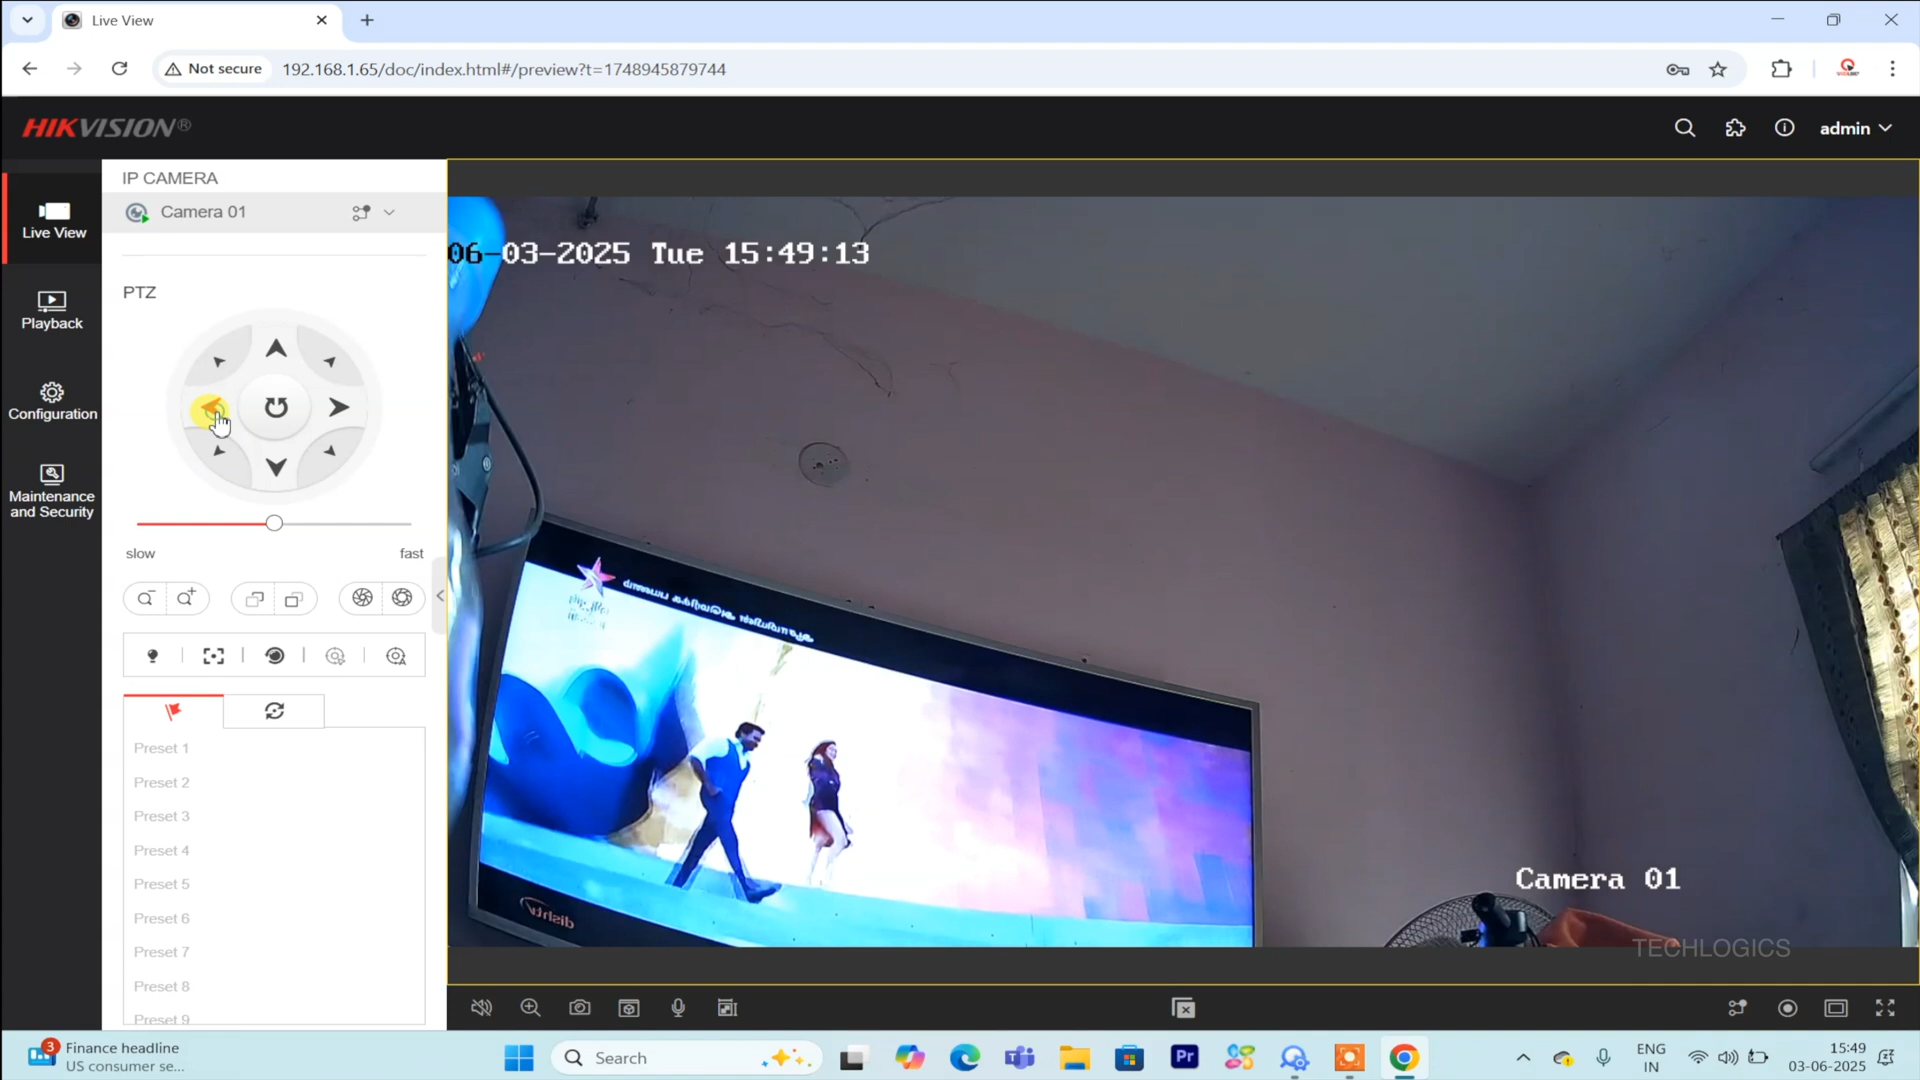 Live View
Not secure
192.168.1.65/doc/index.html#/preview?t=1748945879744
HIKVISION®
admin
IP CAMERA
Camera 01
Live View
Playback
Configuration
Maintenance
and Security
PTZ
slow
fast
Preset 1
Preset 2
Preset 3
Preset 4
Preset 5
Preset 6
Preset 7
Preset 8
Preset 9
06-03-2025 Tue 15:49:13
dishtv
Camera 01
TECHLOGICS
3
Finance headline
US consumer se...
Search
Pr
ENG
IN
15:49
03-06-2025